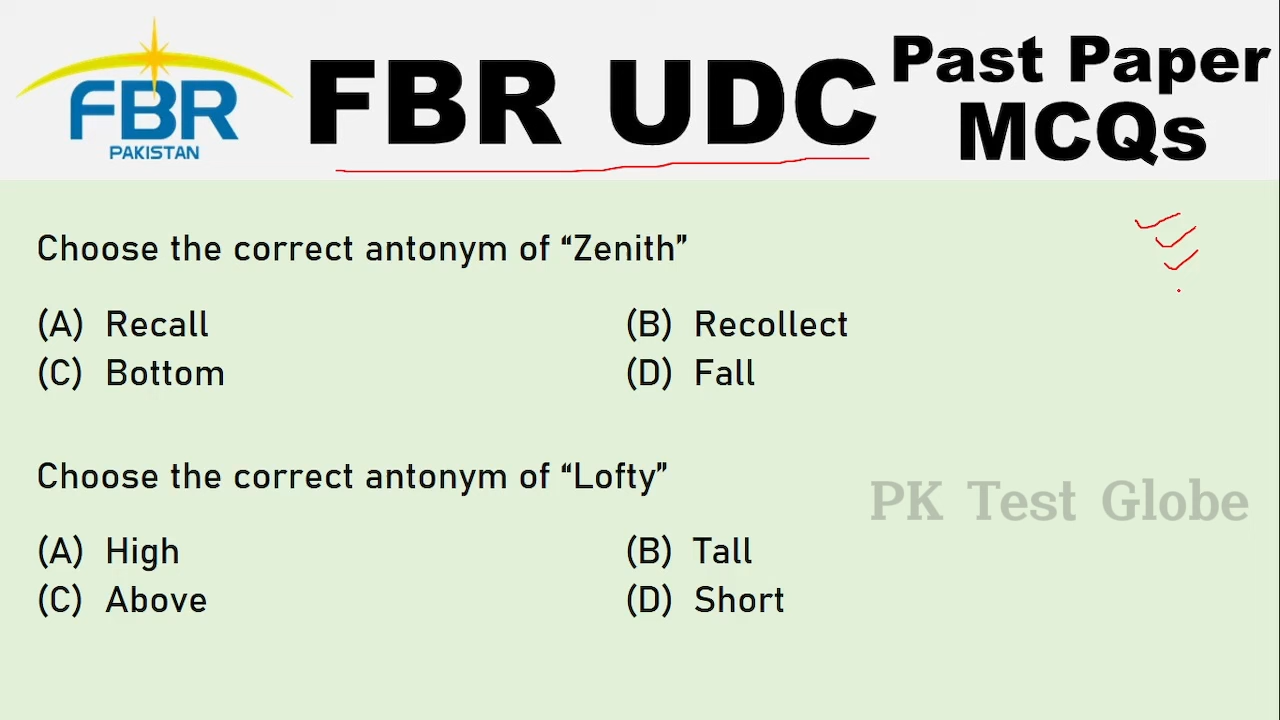 FBR
PAKISTAN
FBR UDC
Past Paper
MCQs
Choose the correct antonym of “Zenith”
(A) Recall
(B) Recollect
(C) Bottom
(D) Fall
Choose the correct antonym of “Lofty”
PK Test Globe
(A) High
(B) Tall
(C) Above
(D) Short